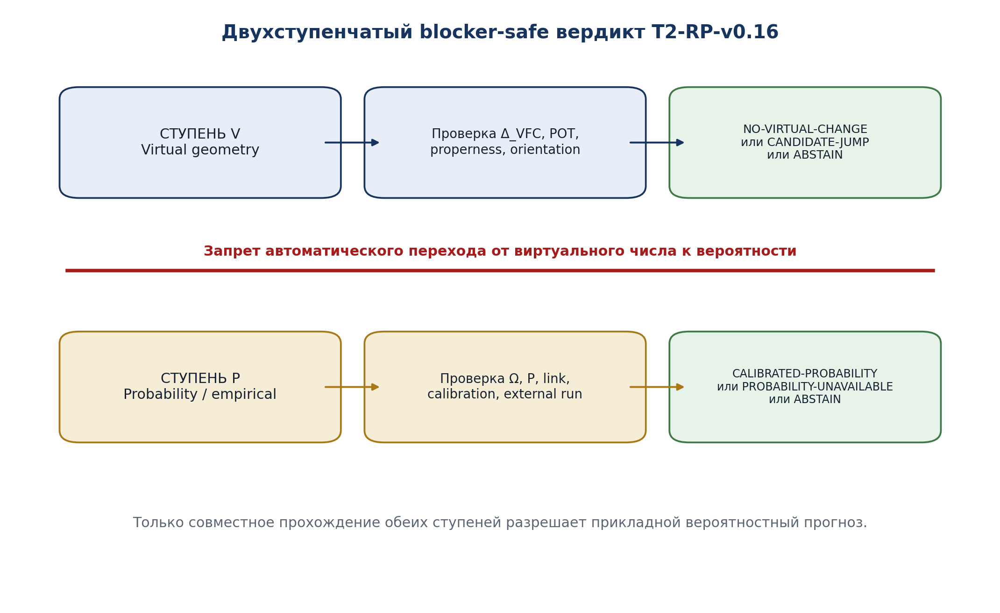 Двухступенчатый blocker-safe вердикт T2-RP-v0.16
СТУПЕНЬ V
Virtual geometry
Проверка Δ_VFC, POT,
properness, orientation
NO-VIRTUAL-CHANGE
или CANDIDATE-JUMP
или ABSTAIN
Запрет автоматического перехода от виртуального числа к вероятности
СТУПЕНЬ P
Probability / empirical
Проверка Ω, P, link,
calibration, external run
CALIBRATED-PROBABILITY
или PROBABILITY-UNAVAILABLE
или ABSTAIN
Только совместное прохождение обеих ступеней разрешает прикладной вероятностный прогноз.